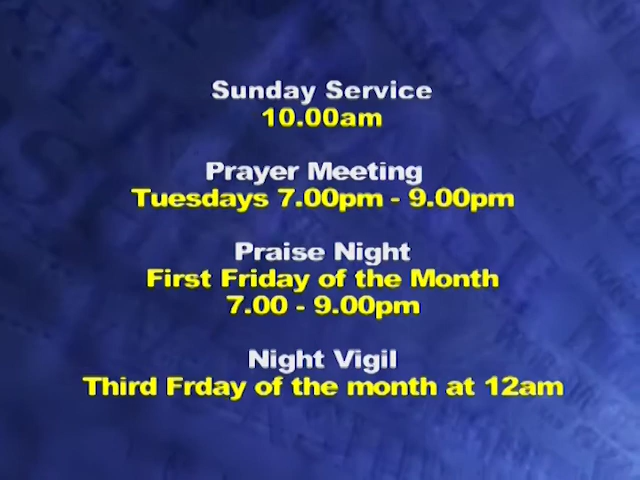 Sunday Service
10.00am
Prayer Meeting
Tuesdays 7.00pm - 9.00pm
Praise Night
First Friday of the Month
7.00 - 9.00pm
Night Vigil
Third Frday of the month at 12am